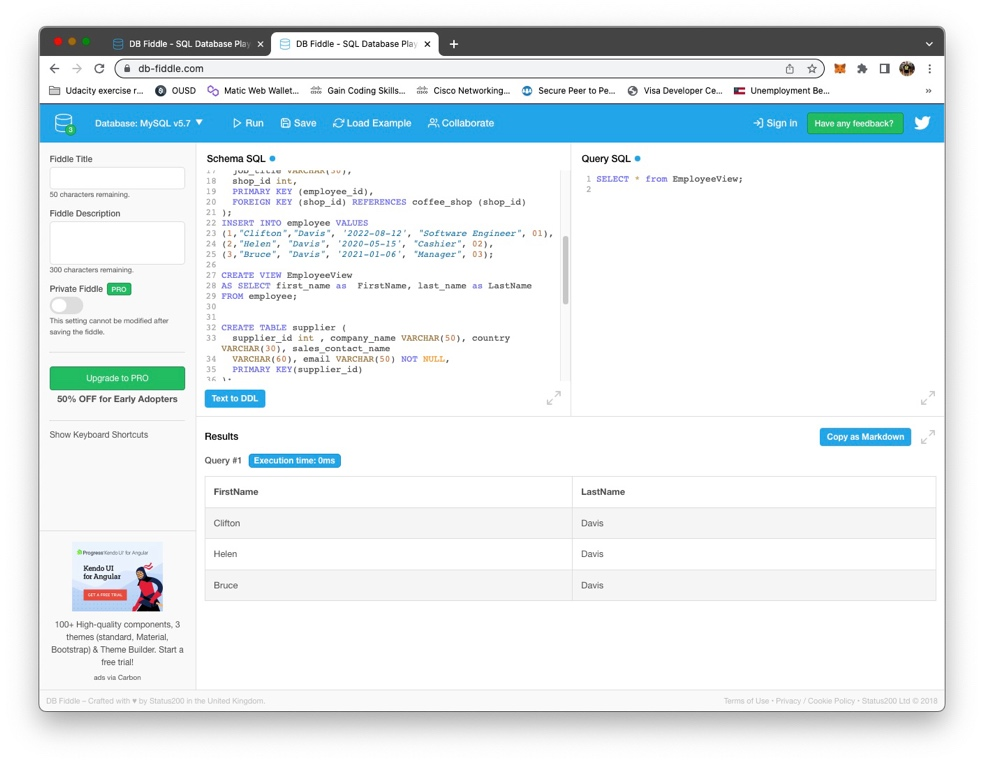 DB Fiddle - SQL Database Play
DB Fiddle - SQL Database Play
db-fiddle.com
Udacity exercise r...
OUSD
Matic Web Wallet...
Gain Coding Skills...
Cisco Networking...
Secure Peer to Pe...
Visa Developer Ce...
Unemployment Be...
»
3
Database: MySQL v5.7
Run
Save
Load Example
Collaborate
Sign in
Have any feedback?
Fiddle Title
50 characters remaining.
Fiddle Description
300 characters remaining.
Private Fiddle PRO
This setting cannot be modified after
saving the fiddle.
Upgrade to PRO
50% OFF for Early Adopters
Show Keyboard Shortcuts
Progress Kendo UI for Angular
Kendo UI
for Angular
GET A FREE TRIAL
100+ High-quality components, 3
themes (standard, Material,
Bootstrap) & Theme Builder. Start a
free trial!
ads via Carbon
Schema SQL
17 job_title VARCHAR(30),
18 shop_id int,
19 PRIMARY KEY (employee_id),
20 FOREIGN KEY (shop_id) REFERENCES coffee_shop (shop_id)
21 );
22 INSERT INTO employee VALUES
23 (1,"Clifton","Davis", '2022-08-12', "Software Engineer", 01),
24 (2,"Helen", "Davis", '2020-05-15', "Cashier", 02),
25 (3,"Bruce", "Davis", '2021-01-06', "Manager", 03);
26
27 CREATE VIEW EmployeeView
28 AS SELECT first_name as  FirstName, last_name as LastName
29 FROM employee;
30
31
32 CREATE TABLE supplier (
33 supplier_id int , company_name VARCHAR(50), country
VARCHAR(30), sales_contact_name
34 VARCHAR(60), email VARCHAR(50) NOT NULL,
35 PRIMARY KEY(supplier_id)
36 );
Text to DDL
Query SQL
1 SELECT * from EmployeeView;
2
Results
Copy as Markdown
Query #1 Execution time: 0ms
FirstName LastName
Clifton Davis
Helen Davis
Bruce Davis
DB Fiddle – Crafted with ♥ by Status200 in the United Kingdom.
Terms of Use • Privacy / Cookie Policy • Status200 Ltd © 2018